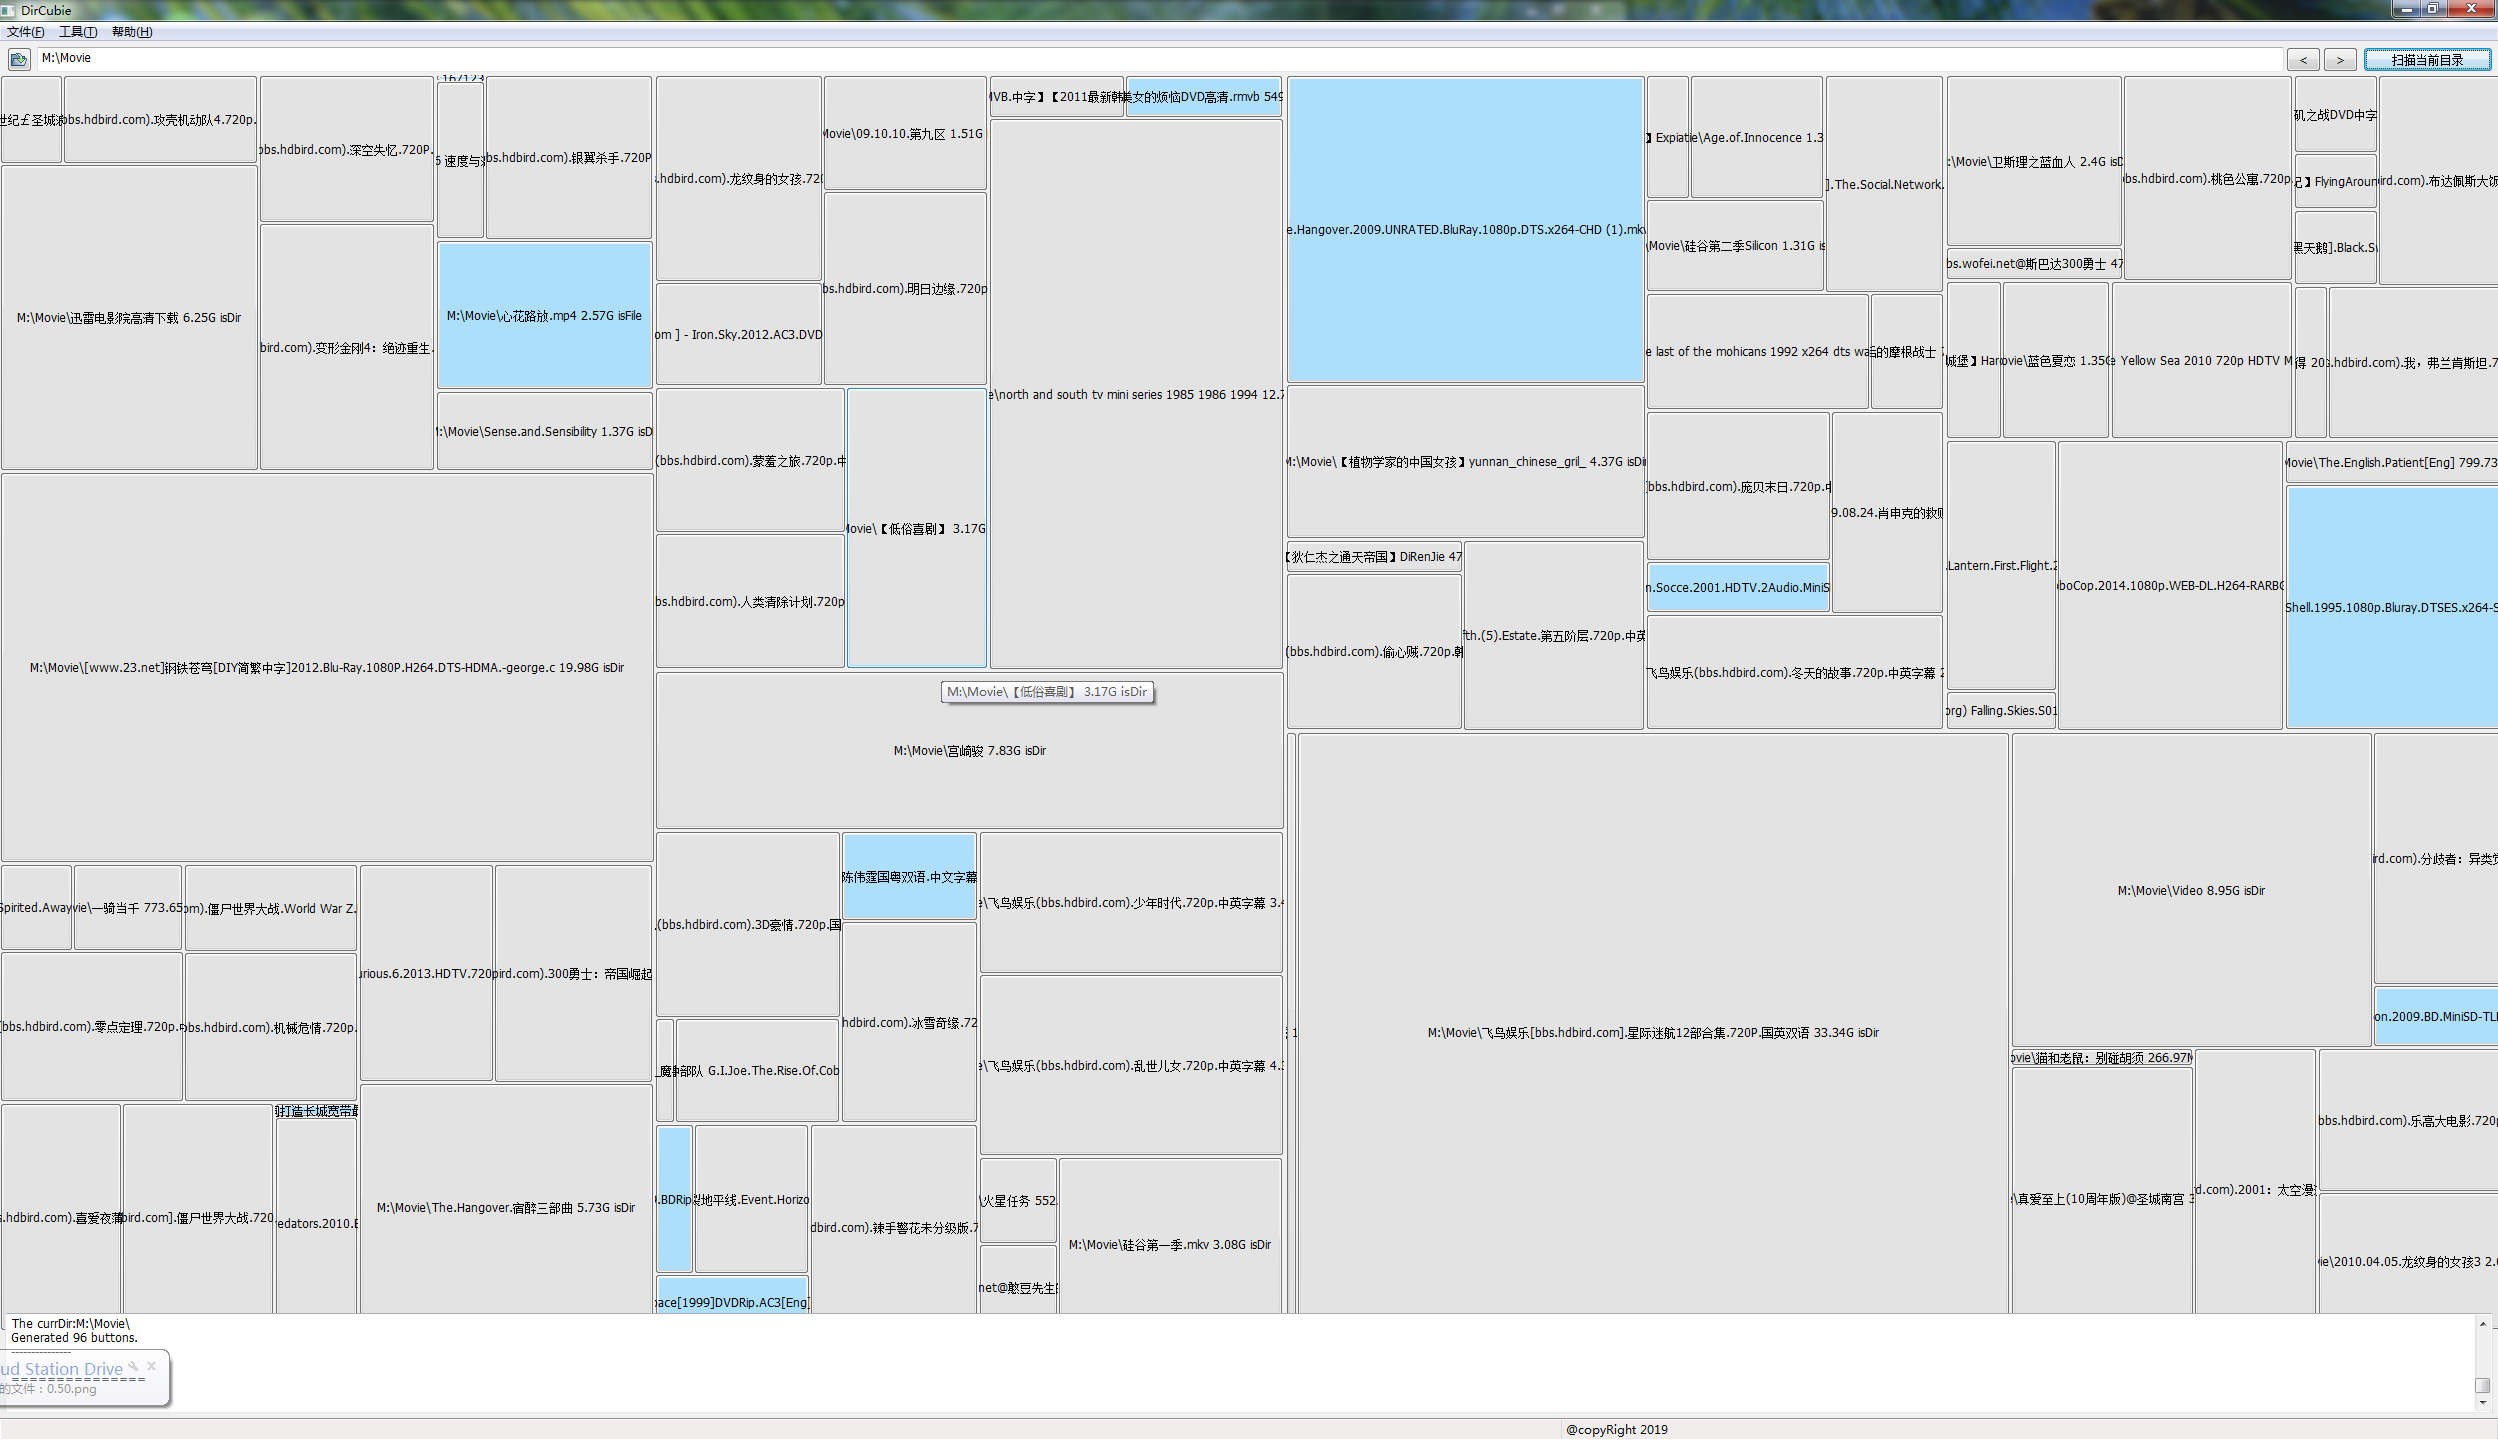 DirCubie
文件(F) 工具(T) 帮助(H)
M:\Movie
< > 扫描当前目录
世纪£圣城
bbs.hdbird.com).攻壳机动队4.720p.
bbs.hdbird.com).深空失忆.720P.
167123
6 速度与
bs.hdbird.com).银翼杀手.720P
s.hdbird.com).龙纹身的女孩.720
Movie\09.10.10.第九区 1.51G
MVB.中字】【2011最新韩
美女的烦恼DVD高清.rmvb 549
】Expiatie
\Age.of.Innocence 1.3
].The.Social.Network.
:\Movie\卫斯理之蓝血人 2.4G isD
bbs.hdbird.com).桃色公寓.720p
矶之战DVD中字
记】FlyingAroun
ird.com).布达佩斯大饭
黑天鹅].Black.S
M:\Movie\迅雷电影院高清下载 6.25G isDir
bird.com).变形金刚4：绝迹重生.
M:\Movie\心花路放.mp4 2.57G isFile
M:\Movie\Sense.and.Sensibility 1.37G isD
om ] - Iron.Sky.2012.AC3.DVD
bs.hdbird.com).明日边缘.720p
e\north and south tv mini series 1985 1986 1994 12.7
e.Hangover.2009.UNRATED.BluRay.1080p.DTS.x264-CHD (1).mkv
\Movie\硅谷第二季Silicon 1.31G is
bs.wofei.net@斯巴达300勇士 47
e last of the mohicans 1992 x264 dts wa
后的摩根战士 7
城堡】Har
ovie\蓝色夏恋 1.35G
e Yellow Sea 2010 720p HDTV M
得 20
s.hdbird.com).我，弗兰肯斯坦.7
(bbs.hdbird.com).蒙羞之旅.720p.中
Movie\【低俗喜剧】 3.17G
M:\Movie\【植物学家的中国女孩】yunnan_chinese_gril_ 4.37G isDir
bbs.hdbird.com).庞贝末日.720p.中
9.08.24.肖申克的救赎
Movie\The.English.Patient[Eng] 799.73
【狄仁杰之通天帝国】DiRenJie 47
n.Socce.2001.HDTV.2Audio.MiniS
.Lantern.First.Flight.2
boCop.2014.1080p.WEB-DL.H264-RARBG
Shell.1995.1080p.Bluray.DTSES.x264-S
bs.hdbird.com).人类清除计划.720p
(bbs.hdbird.com).偷心贼.720p.韩
fth.(5).Estate.第五阶层.720p.中英
飞鸟娱乐(bbs.hdbird.com).冬天的故事.720p.中英字幕 2
org) Falling.Skies.S01
M:\Movie\[www.23.net]钢铁苍穹[DIY简繁中字]2012.Blu-Ray.1080P.H264.DTS-HDMA.-george.c 19.98G isDir
M:\Movie\【低俗喜剧】 3.17G isDir
M:\Movie\宫崎骏 7.83G isDir
Spirited.Away
vie\一骑当千 773.65
om).僵尸世界大战.World War Z.
陈伟霆国粤双语.中文字幕
(bbs.hdbird.com).3D豪情.720p.国
e\飞鸟娱乐(bbs.hdbird.com).少年时代.720p.中英字幕 3.4
M:\Movie\Video 8.95G isDir
ird.com).分歧者：异类觉
urious.6.2013.HDTV.720p
bird.com).300勇士：帝国崛起
bbs.hdbird.com).零点定理.720p.
bbs.hdbird.com).机械危情.720p.
hdbird.com).冰雪奇缘.72
魔
种部队 G.I.Joe.The.Rise.Of.Cob
e\飞鸟娱乐(bbs.hdbird.com).乱世儿女.720p.中英字幕 4.3
1
M:\Movie\飞鸟娱乐[bbs.hdbird.com].星际迷航12部合集.720P.国英双语 33.34G isDir
on.2009.BD.MiniSD-TL
ovie\猫和老鼠：别碰胡须 266.97M
打造长城宽带
s.hdbird.com).喜爱夜蒲
bird.com].僵尸世界大战.720
edators.2010.B
M:\Movie\The.Hangover.宿醉三部曲 5.73G isDir
.BDRip
裂地平线.Event.Horizo
dbird.com).辣手警花未分级版.7
\火星任务 552
net@憨豆先生
M:\Movie\硅谷第一季.mkv 3.08G isDir
\真爱至上(10周年版)@圣城南宫 3
d.com).2001：太空漫
bbs.hdbird.com).乐高大电影.720p
ie\2010.04.05.龙纹身的女孩3 2.
pace[1999]DVDRip.AC3[Eng]
The currDir:M:\Movie\
Generated 96 buttons.
---------------
ud Station Drive
===============
的文件：0.50.png
@copyRight 2019